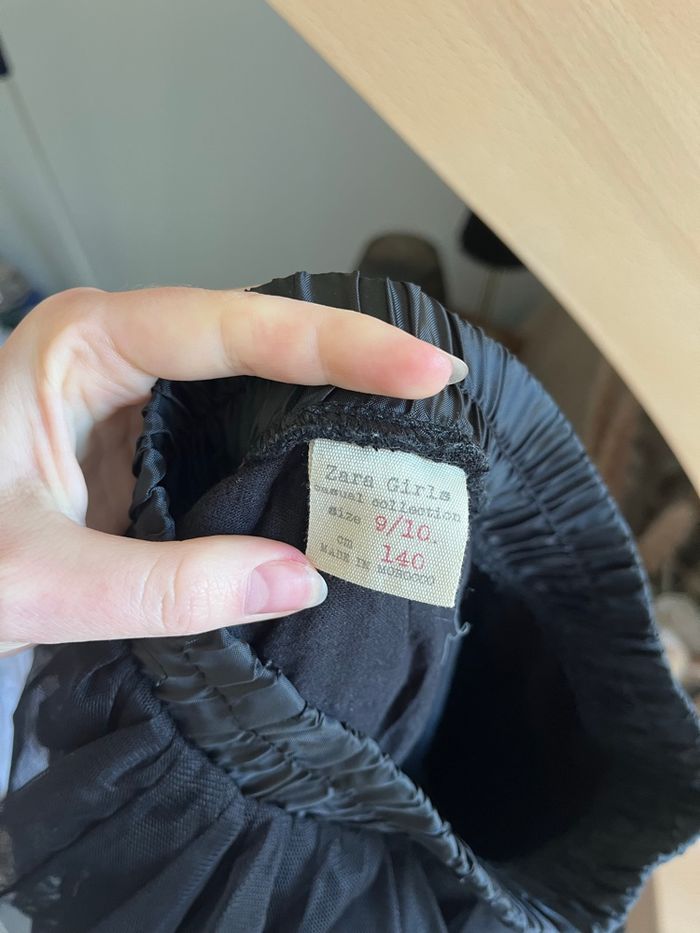 Zara Girls
casual collection
size 9/10.
cm 140
MADE IN MOROCCO